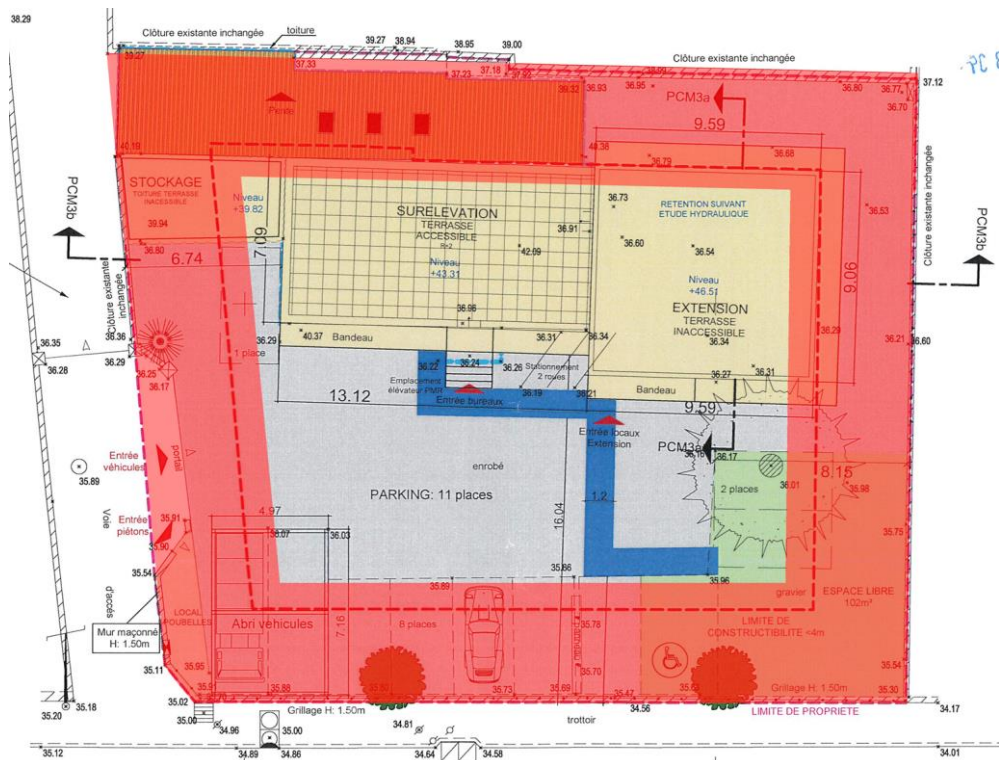 38.29
Clôture existante inchangée
toiture
39.27
38.94
38.95
39.00
Clôture existante inchangée
39.27
37.33
37.23
37.18
37.12
39.32
36.93
36.95
36.80
36.77
36.70
Pente
PCM3a
9.59
40.19
36.79
36.68
STOCKAGE
TOITURE TERRASSE
INACESSIBLE
39.94
36.80
Niveau
+39.82
SURELEVATION
TERRASSE
ACCESSIBLE
R+2
Niveau
+43.31
42.09
36.91
36.73
36.60
RETENTION SUIVANT
ETUDE HYDRAULIQUE
36.54
Niveau
+46.51
EXTENSION
TERRASSE
INACCESSIBLE
36.34
36.53
9.06
Clôture existante inchangée
PCM3b
PCM3b
6.74
7.09
Clôture existante
inchangée
36.35
36.28
36.36
36.29
36.25
36.17
36.29
40.37
Bandeau
36.96
36.31
36.34
36.29
36.21
36.60
1 place
36.22
36.24
36.26
Stationnement
2 roues
36.27
36.31
Emplacement
élévateur PMR
36.19
36.21
Bandeau
13.12
Entrée bureaux
9.59
Entrée locaux
Extension
PCM3a
36.16
36.17
Entrée
véhicules
portail
35.89
enrobé
PARKING: 11 places
1.2
2 places
36.01
8.15
35.98
Voie
d'accès
Entrée
piétons
35.91
35.90
4.97
36.07
36.03
16.04
35.75
35.54
35.66
35.89
35.96
Mur maçonné
H: 1.50m
LOCAL
POUBELLES
Abri véhicules
7.16
8 places
35.78
35.70
gravier
ESPACE LIBRE
102m²
LIMITE DE
CONSTRUCTIBILITE <4m
35.11
35.95
35.88
35.73
35.69
35.47
35.54
35.30
Grillage H: 1.50m
35.20
35.18
35.02
35.00
34.96
Grillage H: 1.50m
35.00
34.81
trottoir
34.56
LIMITE DE PROPRIETE
34.17
35.12
34.89
34.86
34.64
34.58
34.01